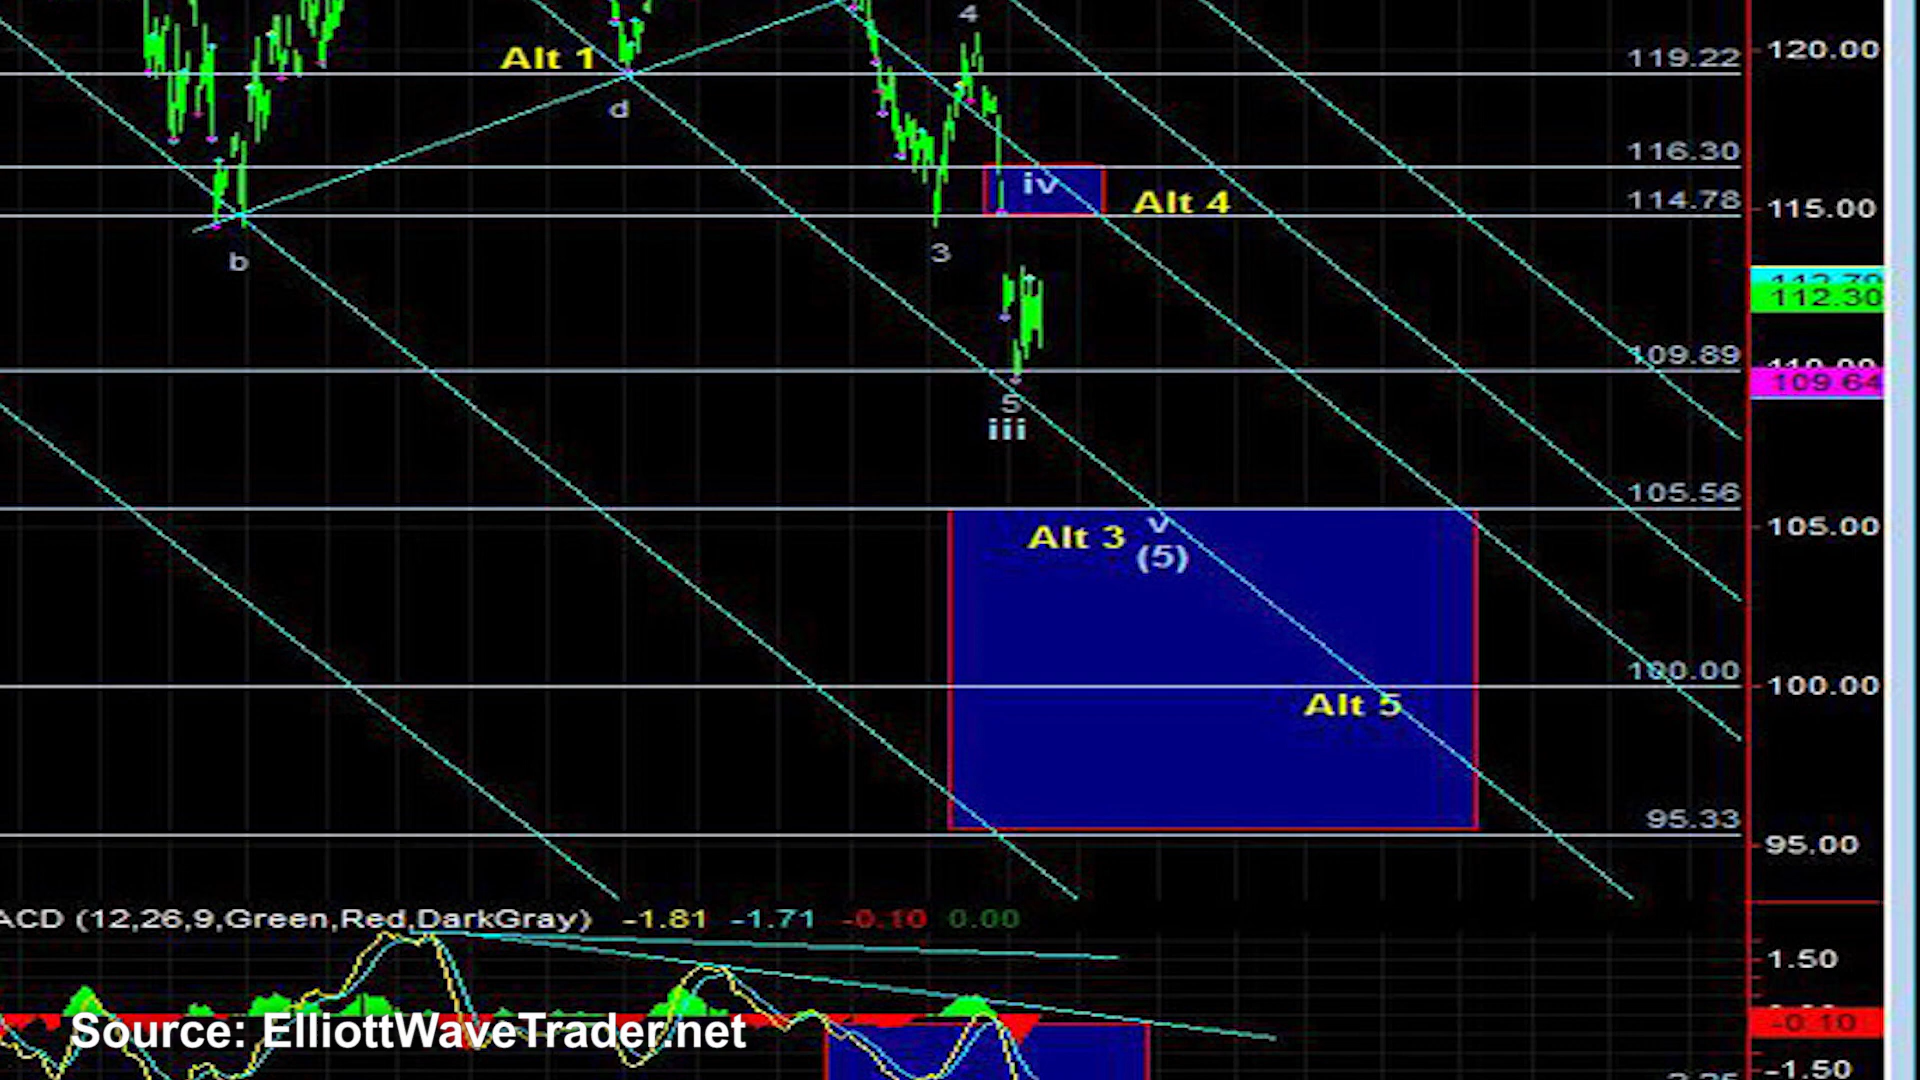 4
119.22
120.00
Alt 1
d
116.30
iv
Alt 4
114.78
115.00
b
3
112.30
109.89
109.64
5
iii
105.56
105.00
Alt 3
v
(5)
100.00
100.00
Alt 5
95.33
95.00
ACD (12,26,9,Green,Red,DarkGray) -1.81 -1.71 -0.10 0.00
1.50
-0.10
Source: ElliottWaveTrader.net
-1.50